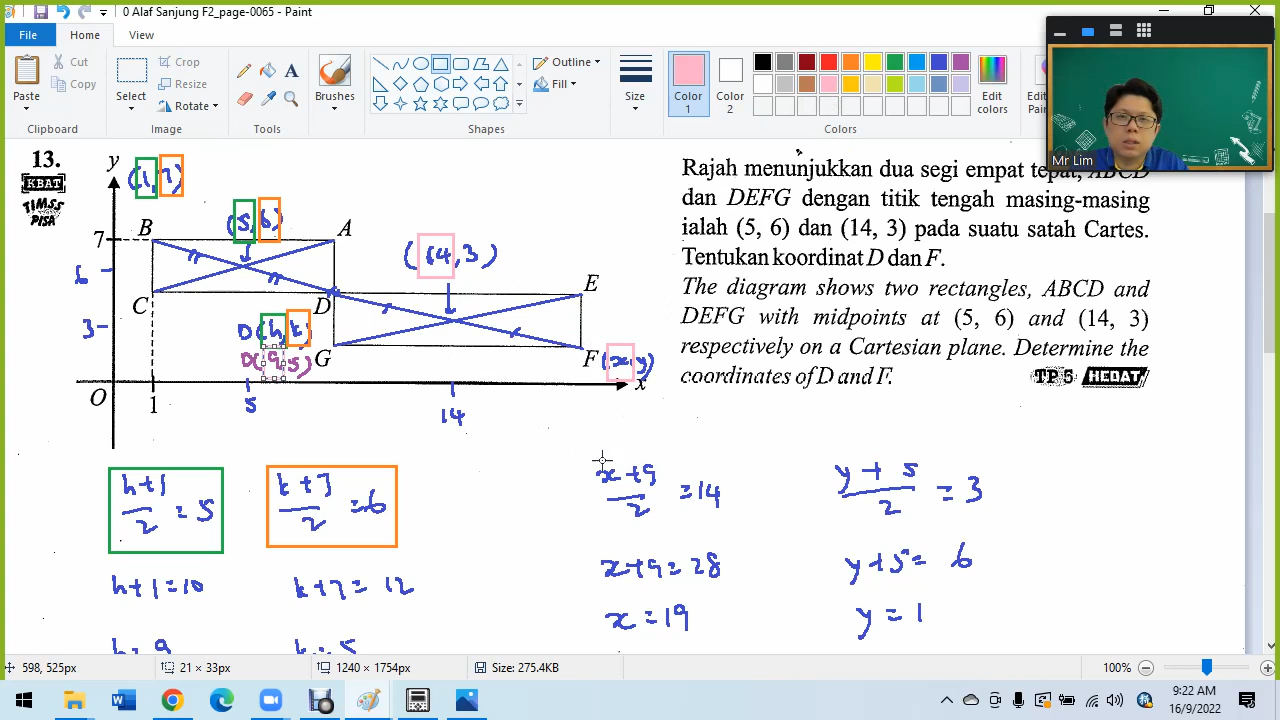 0 Alaf Sanjung F2_page-0065 - Paint
File Home View
Paste Cut Copy
Select Crop Resize Rotate
A
Brushes
Outline Fill
Size
Color 1
Color 2
Edit colors
Edit Pain
Clipboard Image Tools Shapes Colors
Mr Lim
13.
KBAT
TIMSS
PISA
y
(1,7)
(5,6)
(14,3)
B A
7
6
3
C D E
D(h,k)
D(9,5)
G F (x,y)
O 1 5 14 x
Rajah menunjukkan dua segi empat tepat, ABCD
dan DEFG dengan titik tengah masing-masing
ialah (5, 6) dan (14, 3) pada suatu satah Cartes.
Tentukan koordinat D dan F.
The diagram shows two rectangles, ABCD and
DEFG with midpoints at (5, 6) and (14, 3)
respectively on a Cartesian plane. Determine the
coordinates of D and F.
TP 5 HEDAT
h+1/2 = 5
k+7/2 = 6
x+9/2 = 14
y+5/2 = 3
h+1=10
k+7=12
x+9=28
y+5=6
h=9
k=5
x=19
y=1
598, 525px
21 × 33px
1240 × 1754px
Size: 275.4KB
100%
9:22 AM
16/9/2022